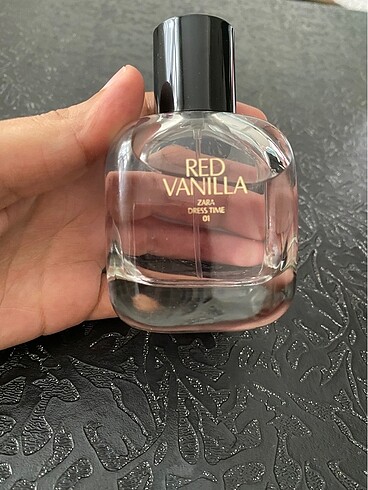 RED
VANILLA
ZARA
DRESS TIME
01